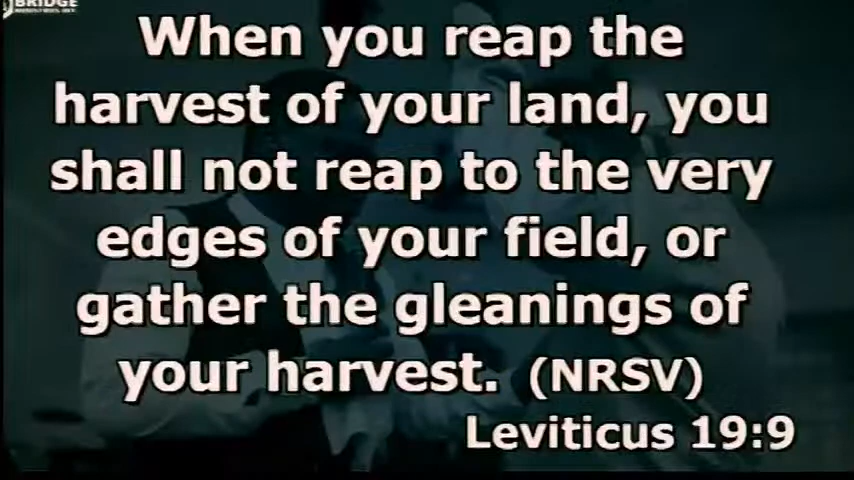 BRIDGE
When you reap the
harvest of your land, you
shall not reap to the very
edges of your field, or
gather the gleanings of
your harvest. (NRSV)
Leviticus 19:9